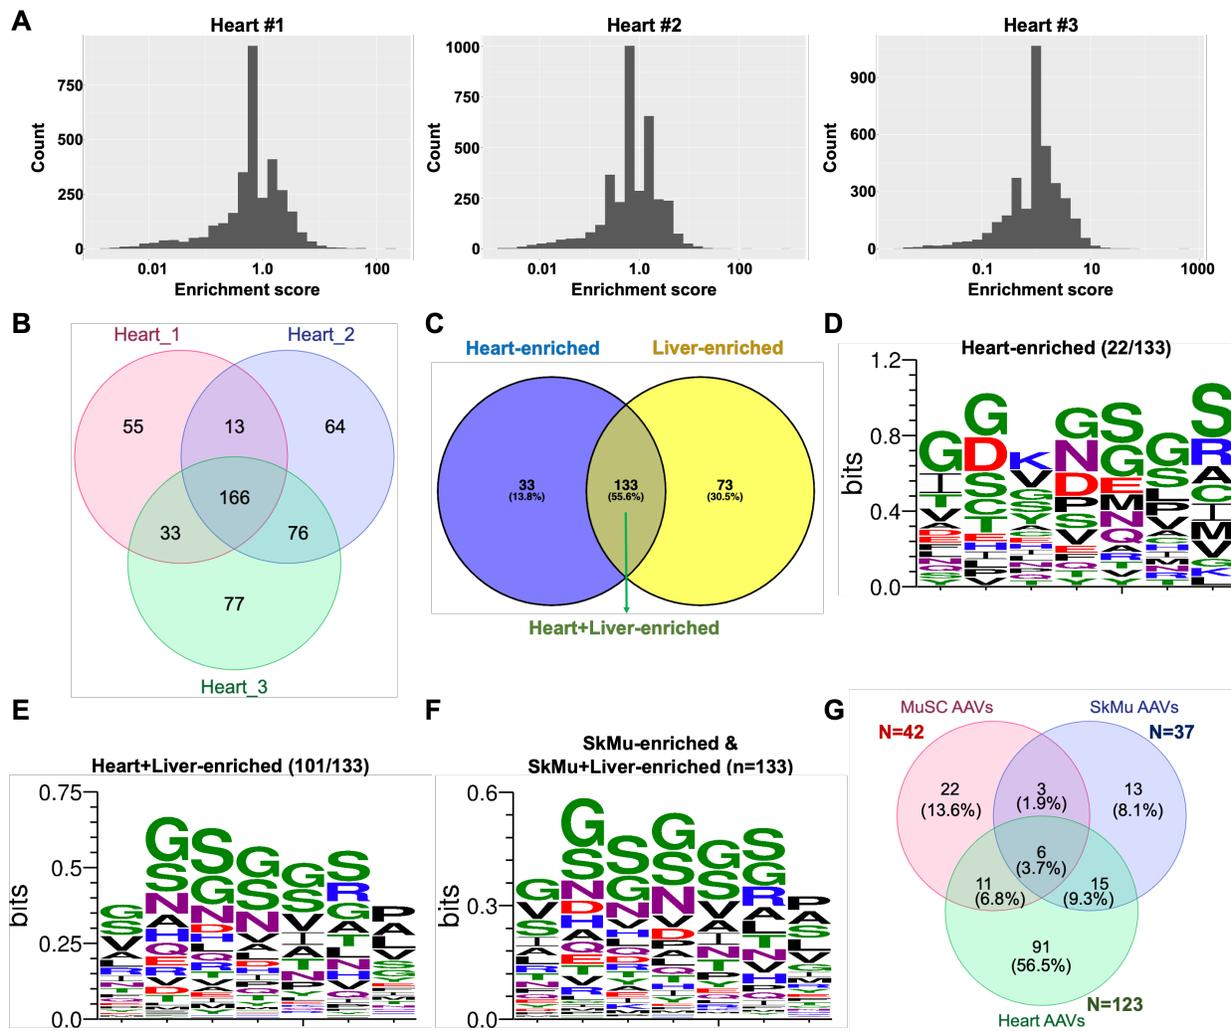 A
Heart #1
Heart #2
Heart #3
Count
750
500
250
0
0.01
1.0
100
Enrichment score
Count
1000
750
500
250
0
0.01
1.0
100
Enrichment score
Count
900
600
300
0
0.1
10
1000
Enrichment score
B
Heart_1
Heart_2
55
13
64
166
33
76
77
Heart_3
C
Heart-enriched
Liver-enriched
33
(13.8%)
133
(55.6%)
73
(30.5%)
Heart+Liver-enriched
D
Heart-enriched (22/133)
bits
1.2
0.8
0.4
0.0
E
Heart+Liver-enriched (101/133)
bits
0.75
0.5
0.25
0.0
F
SkMu-enriched &
SkMu+Liver-enriched (n=133)
bits
0.6
0.3
0.0
G
MuSC AAVs
SkMu AAVs
N=42
N=37
22
(13.6%)
3
(1.9%)
13
(8.1%)
6
(3.7%)
11
(6.8%)
15
(9.3%)
91
(56.5%)
N=123
Heart AAVs